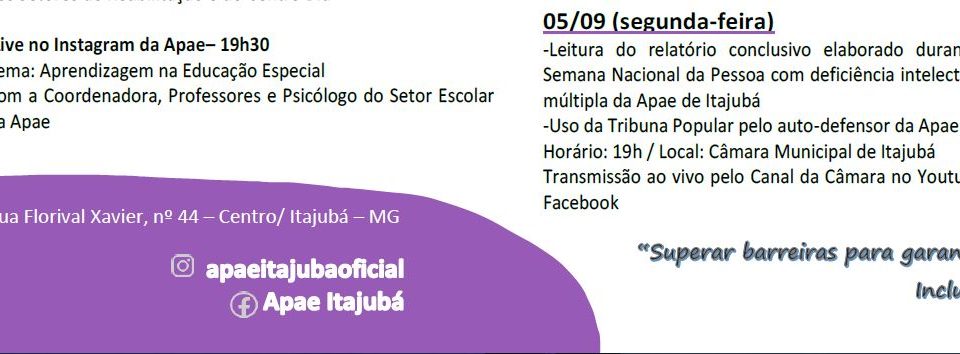 ive no Instagram da Apae– 19h30
ema: Aprendizagem na Educação Especial
om a Coordenadora, Professores e Psicólogo do Setor Escolar
a Apae
ua Florival Xavier, nº 44 – Centro/ Itajubá – MG
apaeitajubaoficial
Apae Itajubá
05/09 (segunda-feira)
-Leitura do relatório conclusivo elaborado duran
Semana Nacional da Pessoa com deficiência intelect
múltipla da Apae de Itajubá
-Uso da Tribuna Popular pelo auto-defensor da Apae
Horário: 19h / Local: Câmara Municipal de Itajubá
Transmissão ao vivo pelo Canal da Câmara no Youtu
Facebook
“Superar barreiras para garan
Inclu